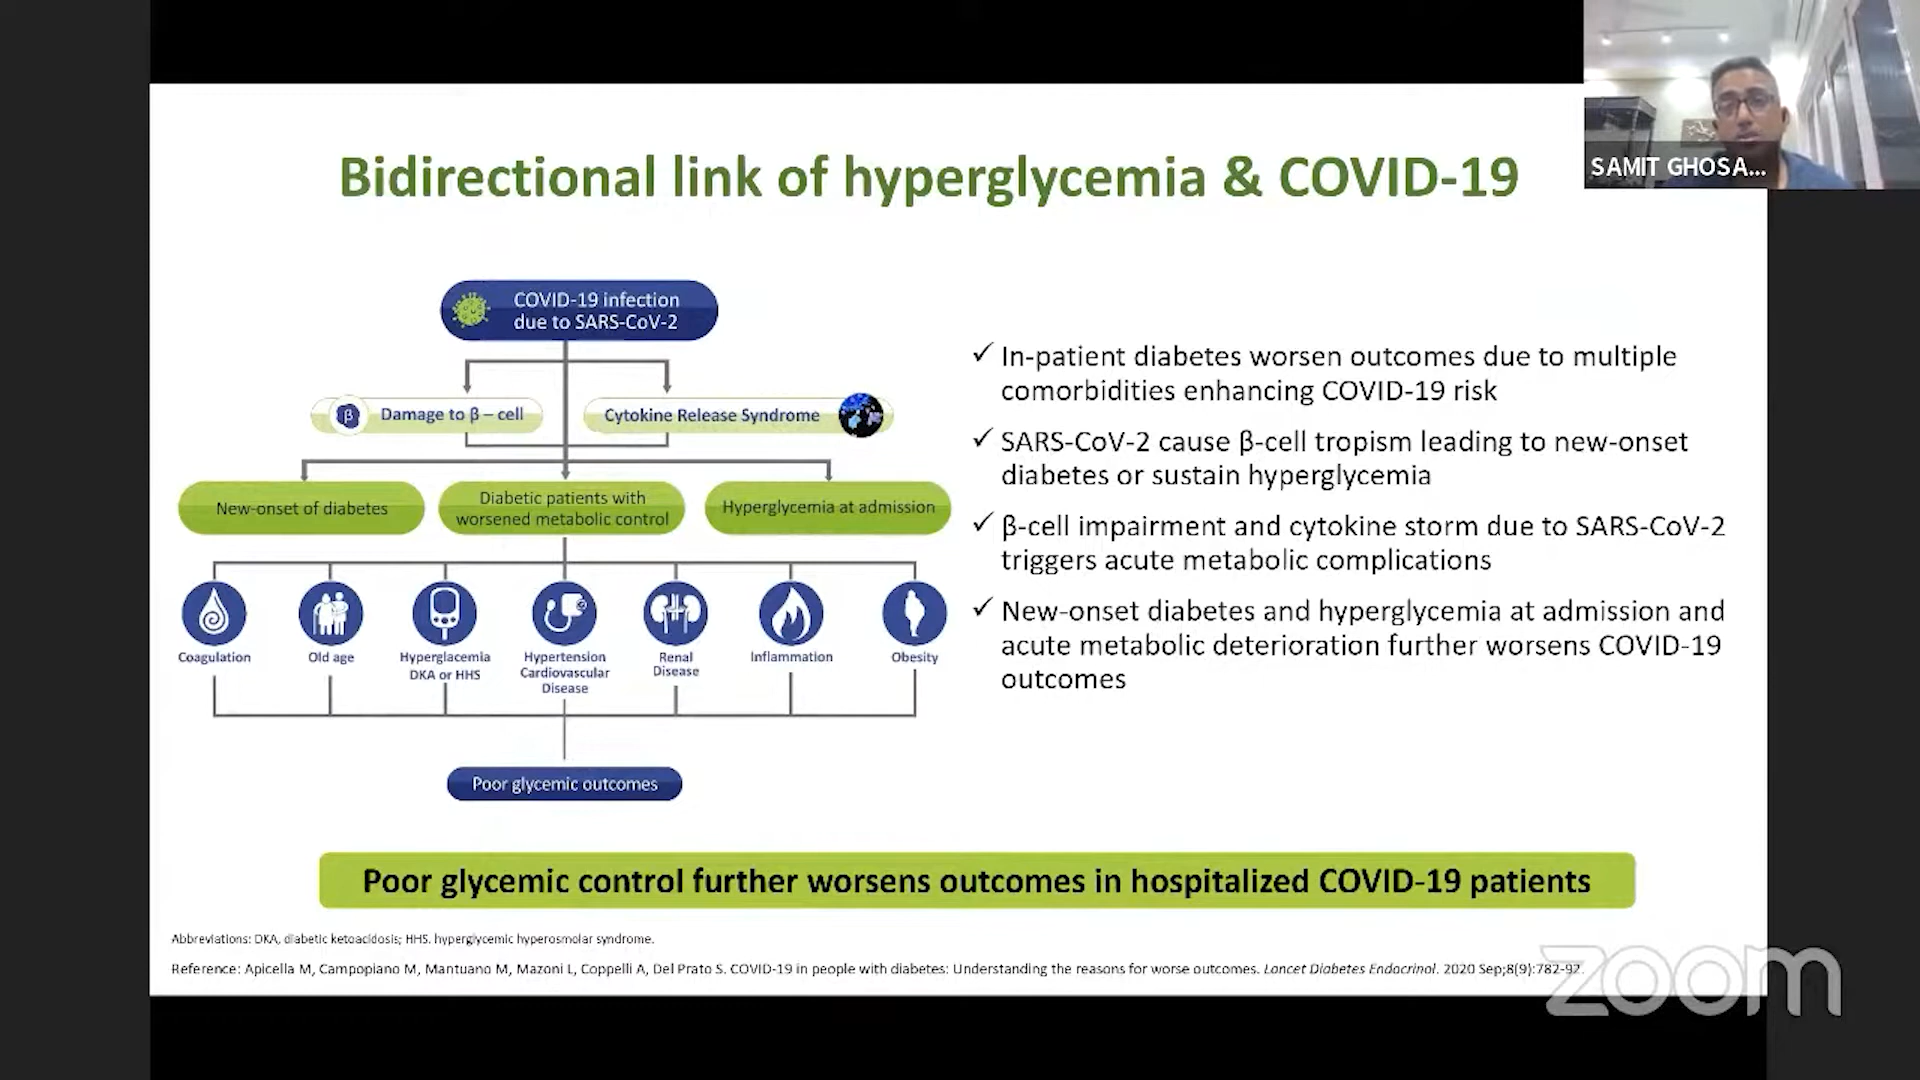 SAMIT GHOSA...
Bidirectional link of hyperglycemia & COVID-19
COVID-19 infection
due to SARS-CoV-2
β
Damage to β – cell
Cytokine Release Syndrome
New-onset of diabetes
Diabetic patients with
worsened metabolic control
Hyperglycemia at admission
Coagulation
Old age
Hyperglacemia
DKA or HHS
Hypertension
Cardiovascular
Disease
Renal
Disease
Inflammation
Obesity
Poor glycemic outcomes
✓ In-patient diabetes worsen outcomes due to multiple
comorbidities enhancing COVID-19 risk
✓ SARS-CoV-2 cause β-cell tropism leading to new-onset
diabetes or sustain hyperglycemia
✓ β-cell impairment and cytokine storm due to SARS-CoV-2
triggers acute metabolic complications
✓ New-onset diabetes and hyperglycemia at admission and
acute metabolic deterioration further worsens COVID-19
outcomes
Poor glycemic control further worsens outcomes in hospitalized COVID-19 patients
Abbreviations: DKA, diabetic ketoacidosis; HHS. hyperglycemic hyperosmolar syndrome.
Reference: Apicella M, Campopiano M, Mantuano M, Mazoni L, Coppelli A, Del Prato S. COVID-19 in people with diabetes: Understanding the reasons for worse outcomes. Lancet Diabetes Endocrinol. 2020 Sep;8(9):782-92.
zoom